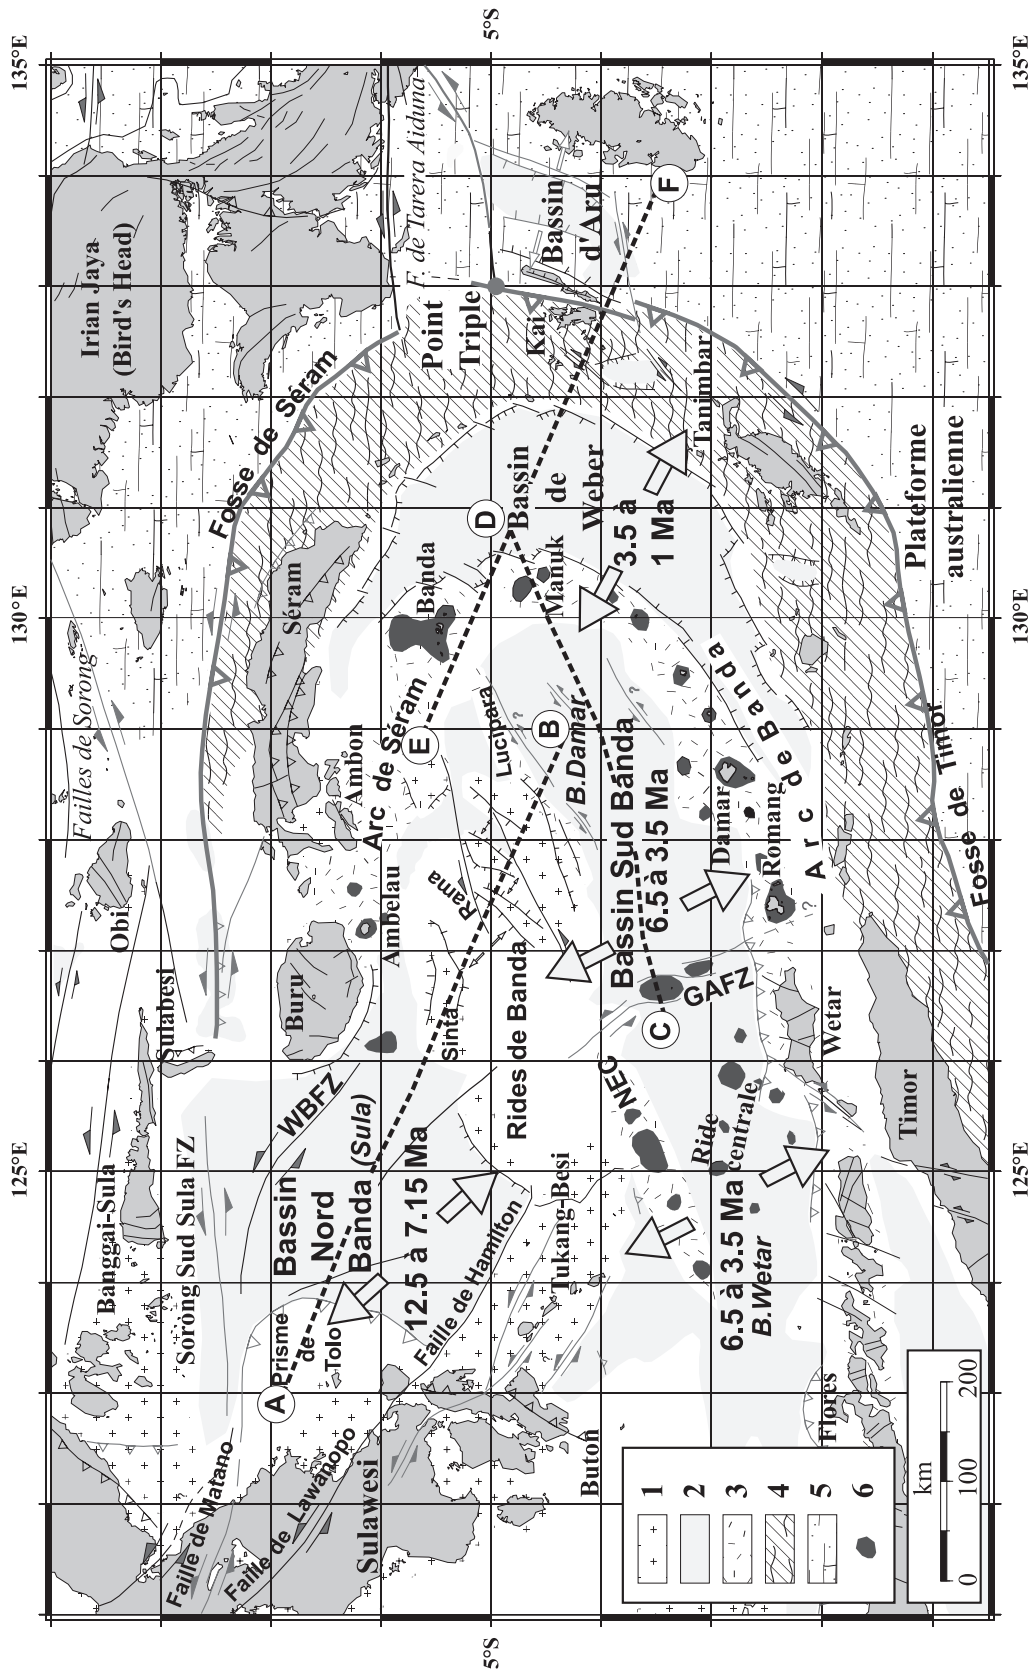 135°E
5°S
135°E
Irian Jaya
(Bird's Head)
F. de Tarera Aiduna
Bassin
d'Aru
F
Point
Triple
Kai
Fosse de Séram
Tanimbar
Bassin
de
Weber
D
3.5 à
1 Ma
Plateforme
australienne
130°E
130°E
Failles de Sorong
Séram
Banda
Manuk
Ambon
Arc de Séram
E
Lucipara
?
B
B.Damar
?
Arc de Banda
Fosse de Timor
Bassin Sud Banda
6.5 à 3.5 Ma
Damar
Romang
?
Obi
Ambelau
Rama
Sulabesi
Buru
Sinta
Rides de Banda
C
GAFZ
Wetar
NEC
Timor
125°E
125°E
Banggai-Sula
Sorong Sud Sula FZ
WBFZ
Bassin
Nord
Banda (Sula)
12.5 à 7.15 Ma
Faille de Hamilton
Tukang-Besi
Ride
centrale
6.5 à 3.5 Ma
B.Wetar
A
Prisme
de
Tolo
Faille de Matano
Faille de Lawanopo
Sulawesi
Buton
Flores
1
2
3
4
5
6
km
0 100 200
5°S